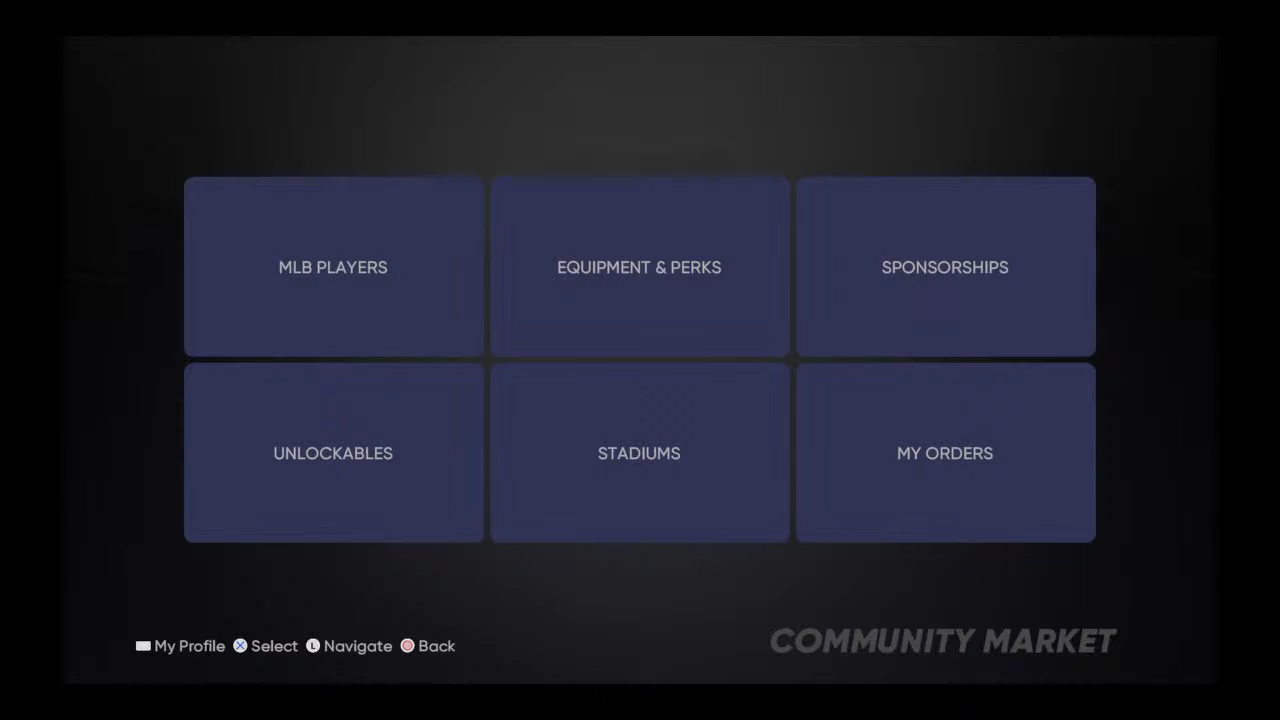 MLB PLAYERS
EQUIPMENT & PERKS
SPONSORSHIPS
UNLOCKABLES
STADIUMS
MY ORDERS
My Profile Select L Navigate Back
COMMUNITY MARKET